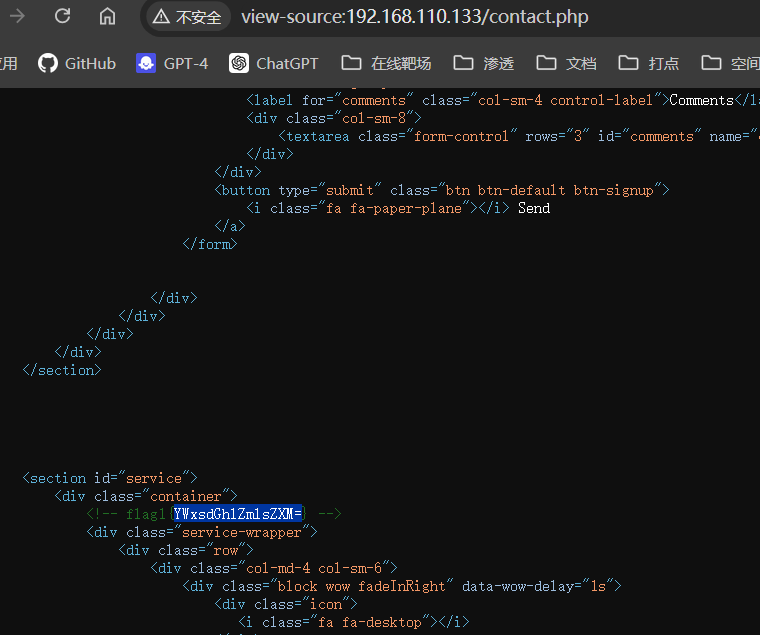 不安全 view-source:192.168.110.133/contact.php
用 GitHub GPT-4 ChatGPT 在线靶场 渗透 文档 打点 空间
<label for="comments" class="col-sm-4 control-label">Comments</la
<div class="col-sm-8">
<textarea class="form-control" rows="3" id="comments" name="
</div>
</div>
<button type="submit" class="btn btn-default btn-signup">
<i class="fa fa-paper-plane"></i> Send
</a>
</form>
</div>
</div>
</div>
</div>
</section>
<section id="service">
<div class="container">
<!-- flag1{YWxsdGhlZmlsZXM=} -->
<div class="service-wrapper">
<div class="row">
<div class="col-md-4 col-sm-6">
<div class="block wow fadeInRight" data-wow-delay="1s">
<div class="icon">
<i class="fa fa-desktop"></i>